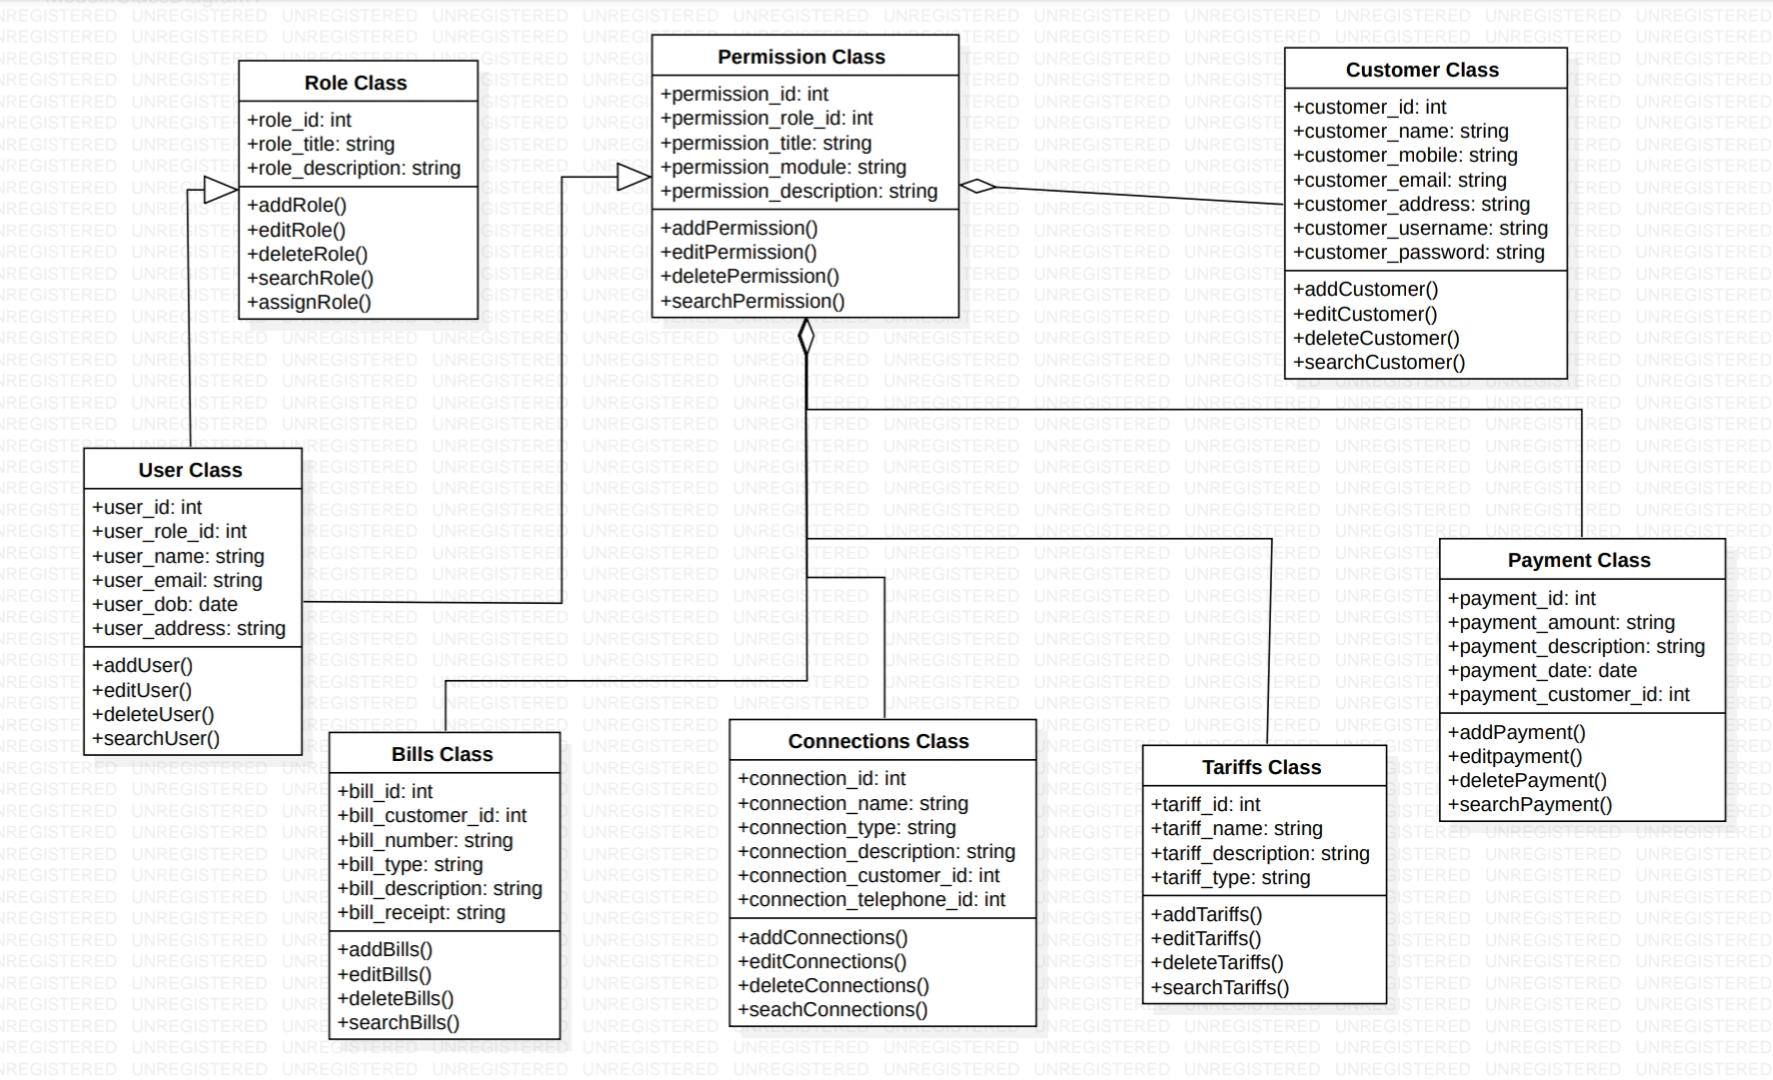 Role Class
+role_id: int
+role_title: string
+role_description: string
+addRole()
+editRole()
+deleteRole()
+searchRole()
+assignRole()
Permission Class
+permission_id: int
+permission_role_id: int
+permission_title: string
+permission_module: string
+permission_description: string
+addPermission()
+editPermission()
+deletePermission()
+searchPermission()
Customer Class
+customer_id: int
+customer_name: string
+customer_mobile: string
+customer_email: string
+customer_address: string
+customer_username: string
+customer_password: string
+addCustomer()
+editCustomer()
+deleteCustomer()
+searchCustomer()
User Class
+user_id: int
+user_role_id: int
+user_name: string
+user_email: string
+user_dob: date
+user_address: string
+addUser()
+editUser()
+deleteUser()
+searchUser()
Bills Class
+bill_id: int
+bill_customer_id: int
+bill_number: string
+bill_type: string
+bill_description: string
+bill_receipt: string
+addBills()
+editBills()
+deleteBills()
+searchBills()
Connections Class
+connection_id: int
+connection_name: string
+connection_type: string
+connection_description: string
+connection_customer_id: int
+connection_telephone_id: int
+addConnections()
+editConnections()
+deleteConnections()
+seachConnections()
Tariffs Class
+tariff_id: int
+tariff_name: string
+tariff_description: string
+tariff_type: string
+addTariffs()
+editTariffs()
+deleteTariffs()
+searchTariffs()
Payment Class
+payment_id: int
+payment_amount: string
+payment_description: string
+payment_date: date
+payment_customer_id: int
+addPayment()
+editpayment()
+deletePayment()
+searchPayment()
UNREGISTERED